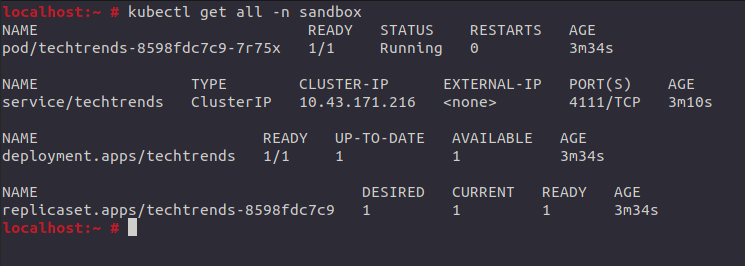 localhost:~ # kubectl get all -n sandbox
NAME READY STATUS RESTARTS AGE
pod/techtrends-8598fdc7c9-7r75x 1/1 Running 0 3m34s
NAME TYPE CLUSTER-IP EXTERNAL-IP PORT(S) AGE
service/techtrends ClusterIP 10.43.171.216 <none> 4111/TCP 3m10s
NAME READY UP-TO-DATE AVAILABLE AGE
deployment.apps/techtrends 1/1 1 1 3m34s
NAME DESIRED CURRENT READY AGE
replicaset.apps/techtrends-8598fdc7c9 1 1 1 3m34s
localhost:~ #